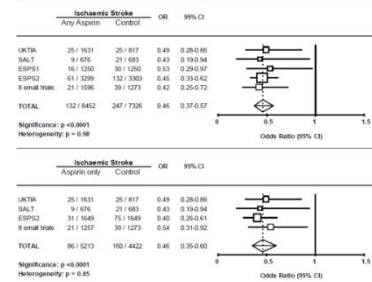 Ischaemic Stroke
Any Aspirin Control OR 95% CI
UKTIA 25 / 1631 25 / 817 0.49 0.28-0.86
SALT 9 / 676 21 / 683 0.43 0.19-0.94
ESPS1 16 / 1250 30 / 1250 0.53 0.29-0.97
ESPS2 61 / 3299 132 / 3303 0.45 0.33-0.62
8 small trials 21 / 1596 39 / 1273 0.42 0.25-0.72
TOTAL 132 / 8452 247 / 7326 0.46 0.37-0.57
Significance: p <0.0001
Heterogeneity: p = 0.98
0 0.5 1 1.5
Odds Ratio (95% CI)
Ischaemic Stroke
Aspirin only Control OR 95% CI
UKTIA 25 / 1631 25 / 817 0.49 0.28-0.86
SALT 9 / 676 21 / 683 0.43 0.19-0.94
ESPS2 31 / 1649 75 / 1649 0.40 0.26-0.61
8 small trials 21 / 1257 39 / 1273 0.54 0.31-0.92
TOTAL 86 / 5213 160 / 4422 0.46 0.35-0.60
Significance: p <0.0001
Heterogeneity: p = 0.85
0 0.5 1 1.5
Odds Ratio (95% CI)